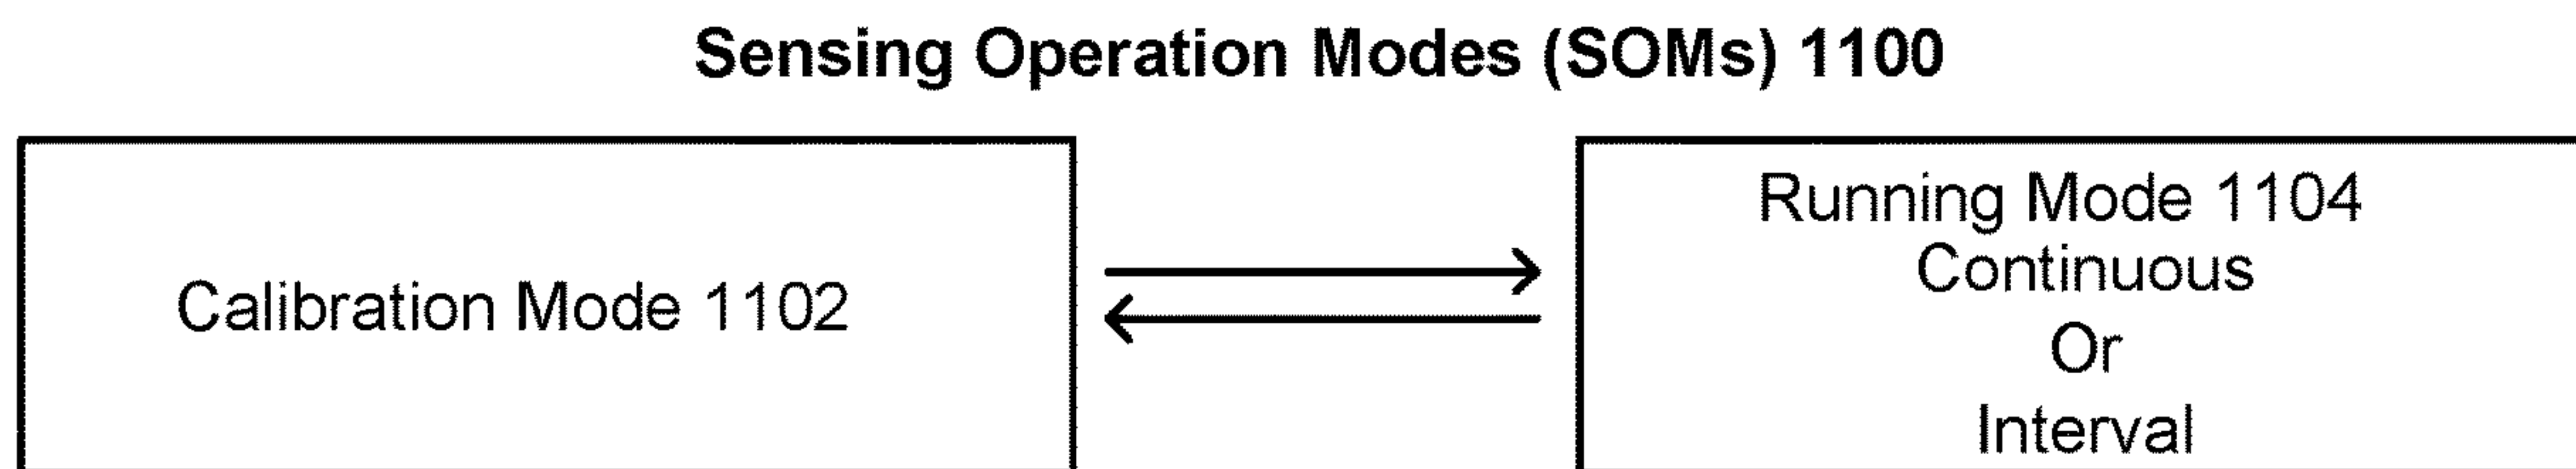 Sensing Operation Modes (SOMs) 1100
Calibration Mode 1102
Running Mode 1104
Continuous
Or
Interval